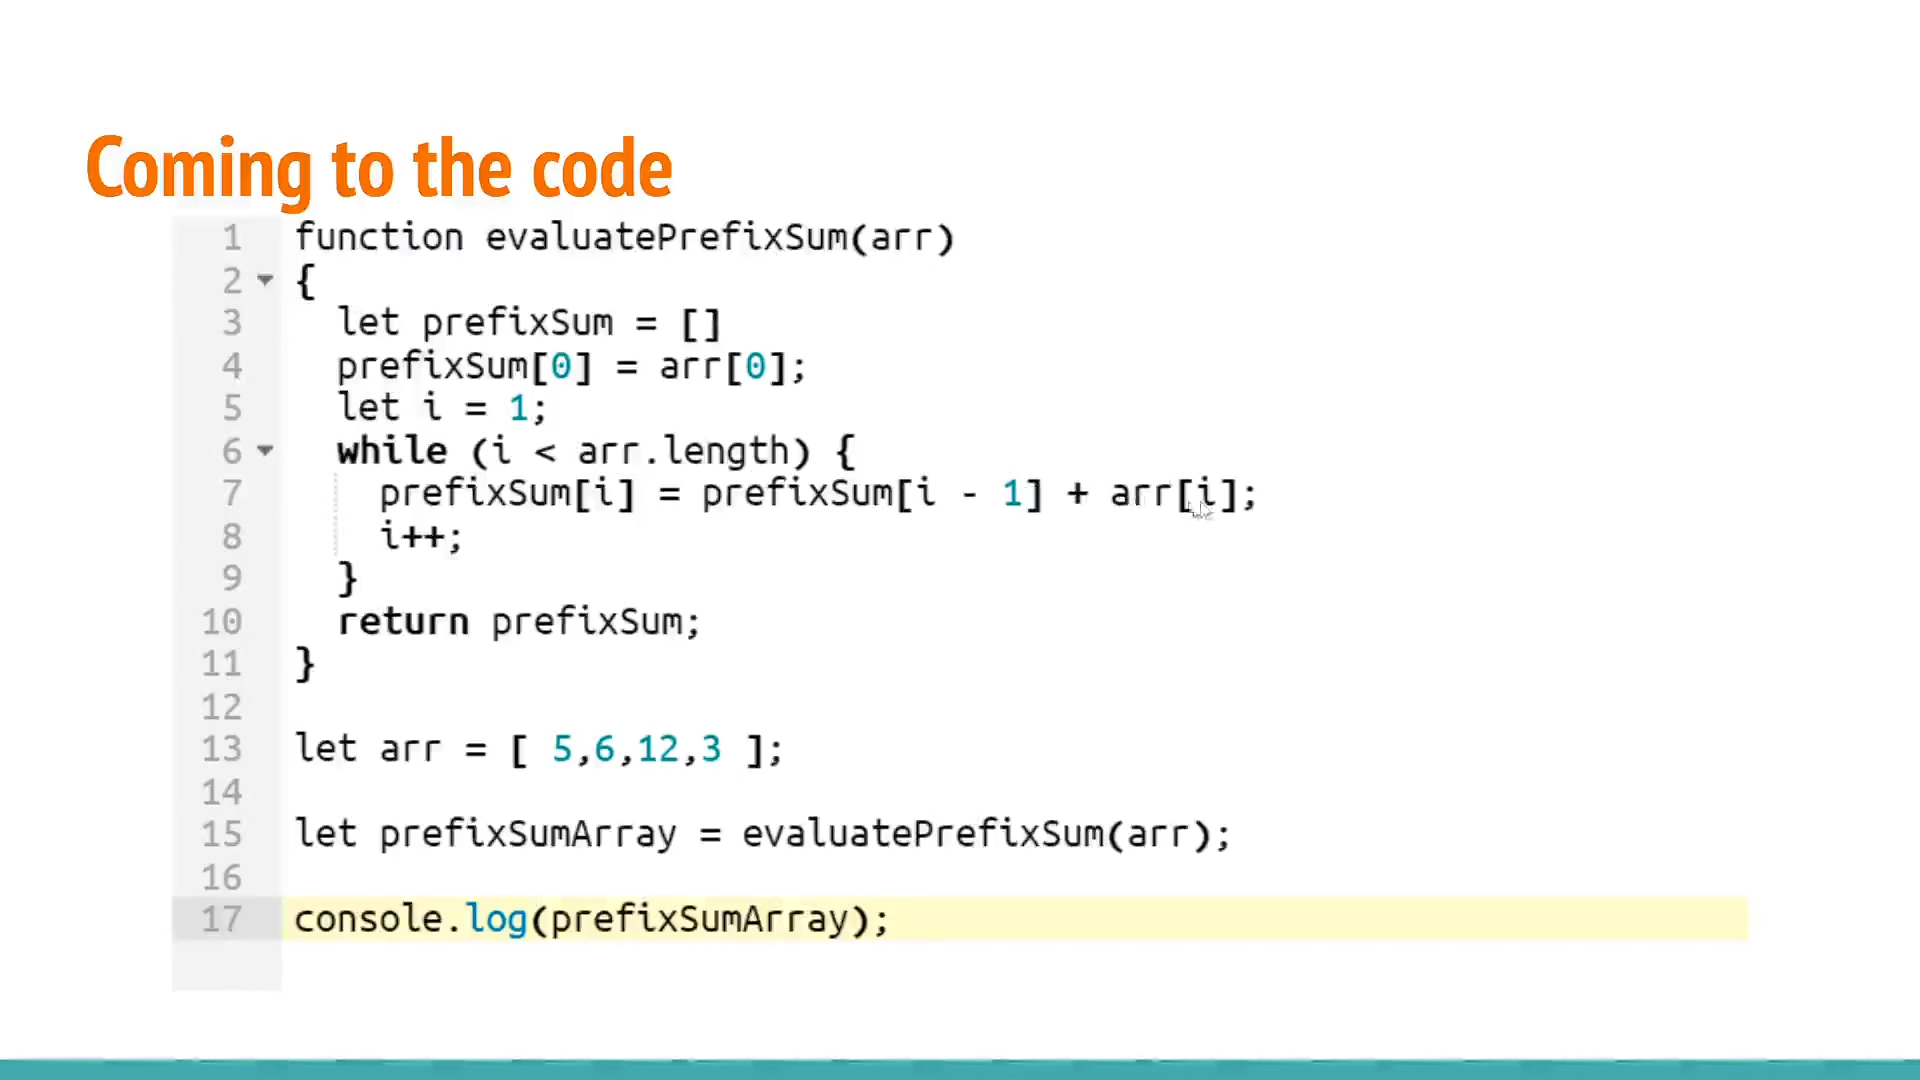 Coming to the code
1 function evaluatePrefixSum(arr)
2 {
3 let prefixSum = []
4 prefixSum[0] = arr[0];
5 let i = 1;
6 while (i < arr.length) {
7 prefixSum[i] = prefixSum[i - 1] + arr[i];
8 i++;
9 }
10 return prefixSum;
11 }
12
13 let arr = [ 5,6,12,3 ];
14
15 let prefixSumArray = evaluatePrefixSum(arr);
16
17 console.log(prefixSumArray);